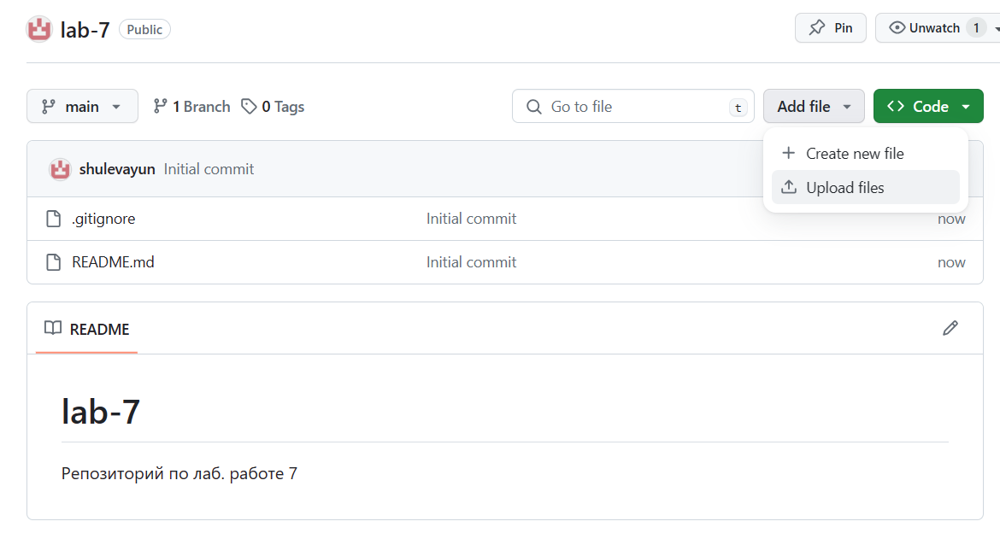 lab-7 Public Pin Unwatch 1
main 1 Branch 0 Tags Go to file t Add file Code
Create new file
Upload files
shulevayun Initial commit
.gitignore Initial commit now
README.md Initial commit now
README
lab-7
Репозиторий по лаб. работе 7